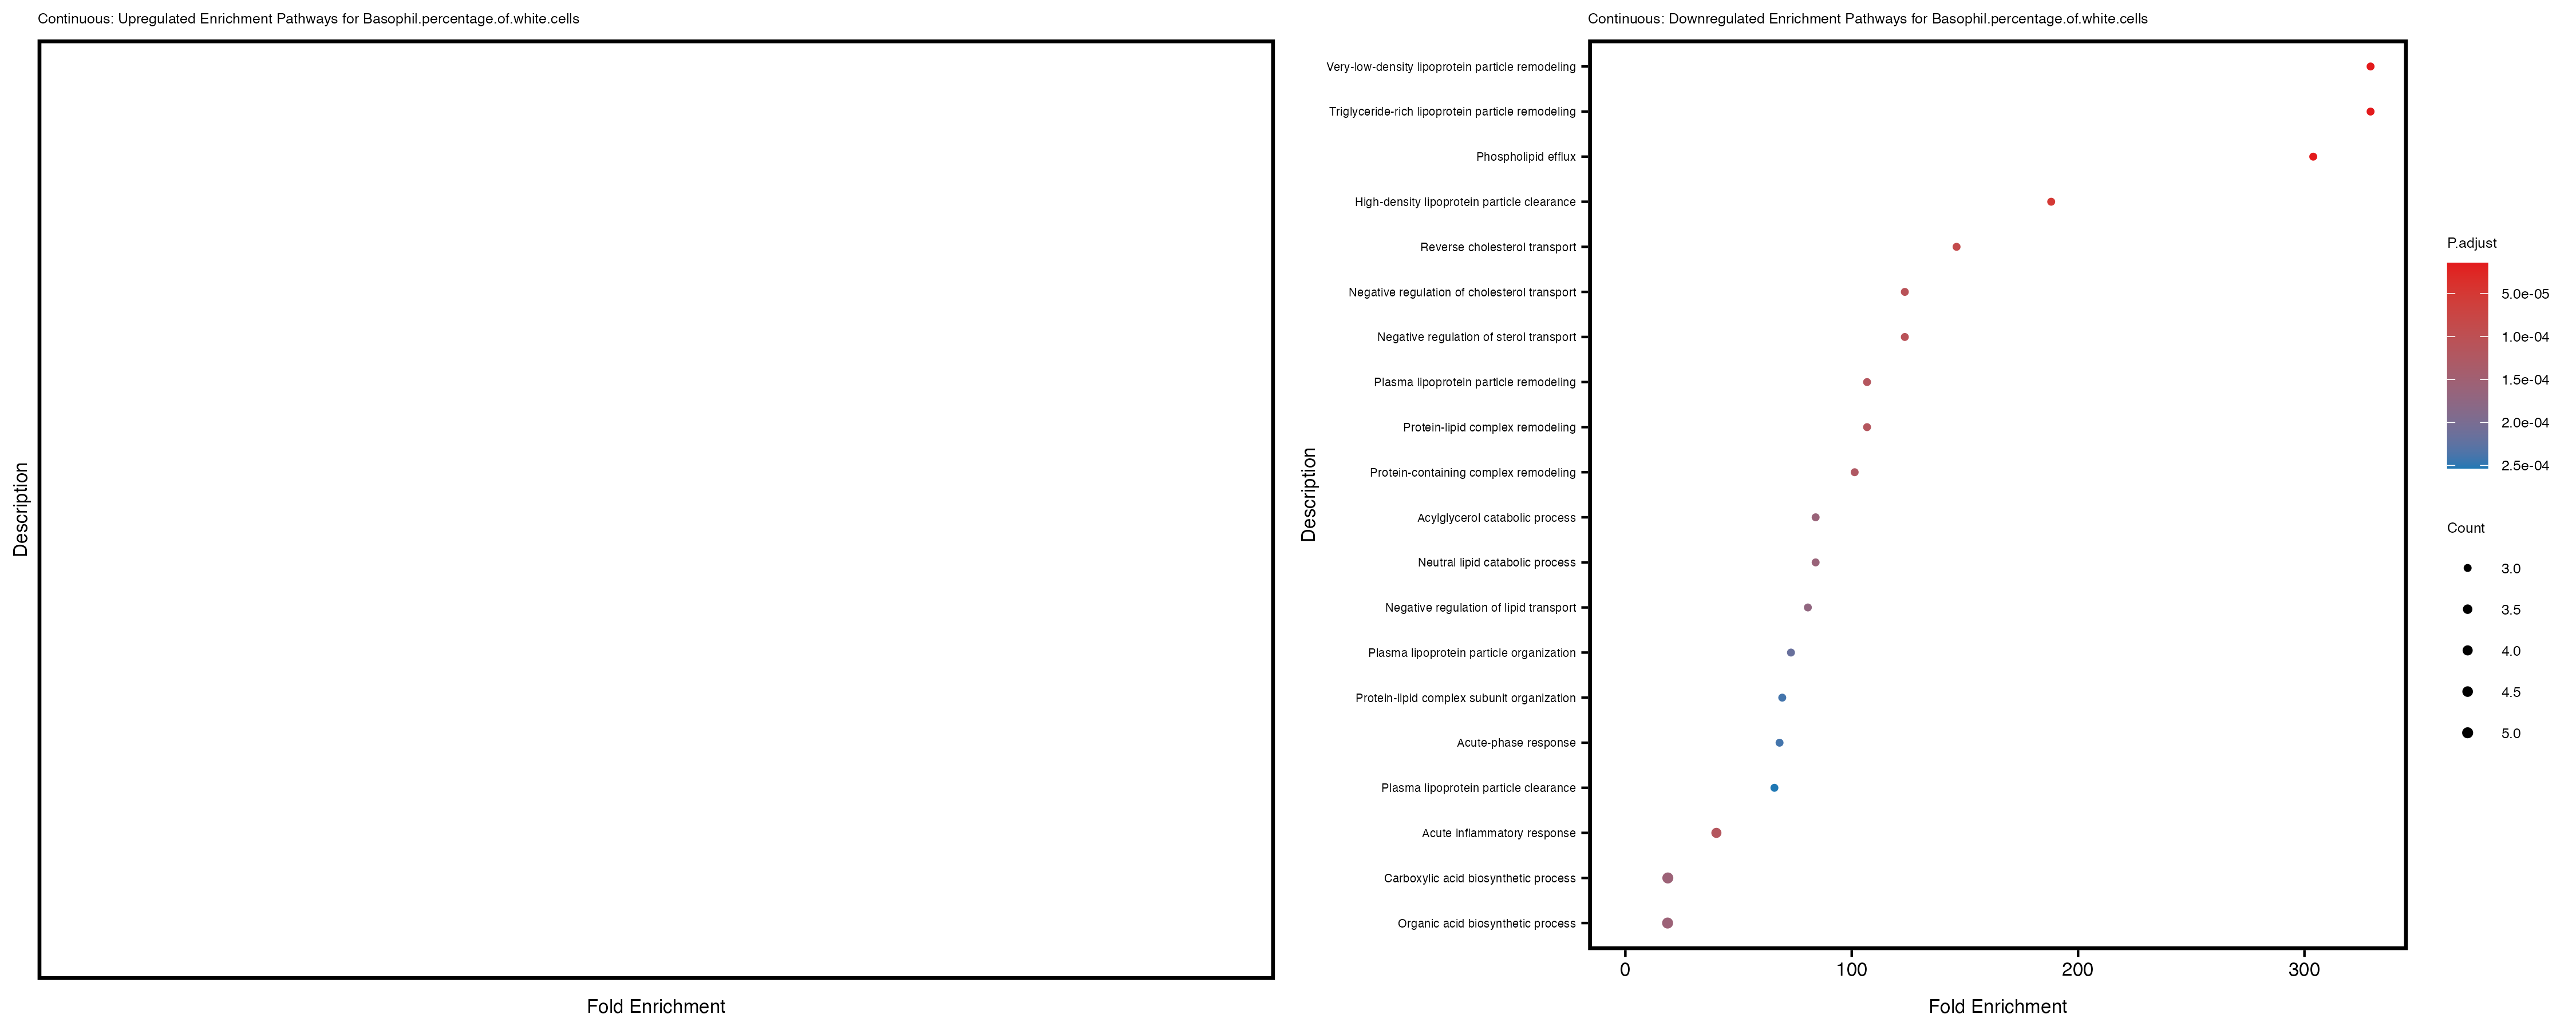 Continuous: Upregulated Enrichment Pathways for Basophil.percentage.of.white.cells
Description
Fold Enrichment
Continuous: Downregulated Enrichment Pathways for Basophil.percentage.of.white.cells
Description
Very-low-density lipoprotein particle remodeling
Triglyceride-rich lipoprotein particle remodeling
Phospholipid efflux
High-density lipoprotein particle clearance
Reverse cholesterol transport
Negative regulation of cholesterol transport
Negative regulation of sterol transport
Plasma lipoprotein particle remodeling
Protein-lipid complex remodeling
Protein-containing complex remodeling
Acylglycerol catabolic process
Neutral lipid catabolic process
Negative regulation of lipid transport
Plasma lipoprotein particle organization
Protein-lipid complex subunit organization
Acute-phase response
Plasma lipoprotein particle clearance
Acute inflammatory response
Carboxylic acid biosynthetic process
Organic acid biosynthetic process
0 100 200 300
Fold Enrichment
P.adjust
5.0e-05
1.0e-04
1.5e-04
2.0e-04
2.5e-04
Count
3.0
3.5
4.0
4.5
5.0